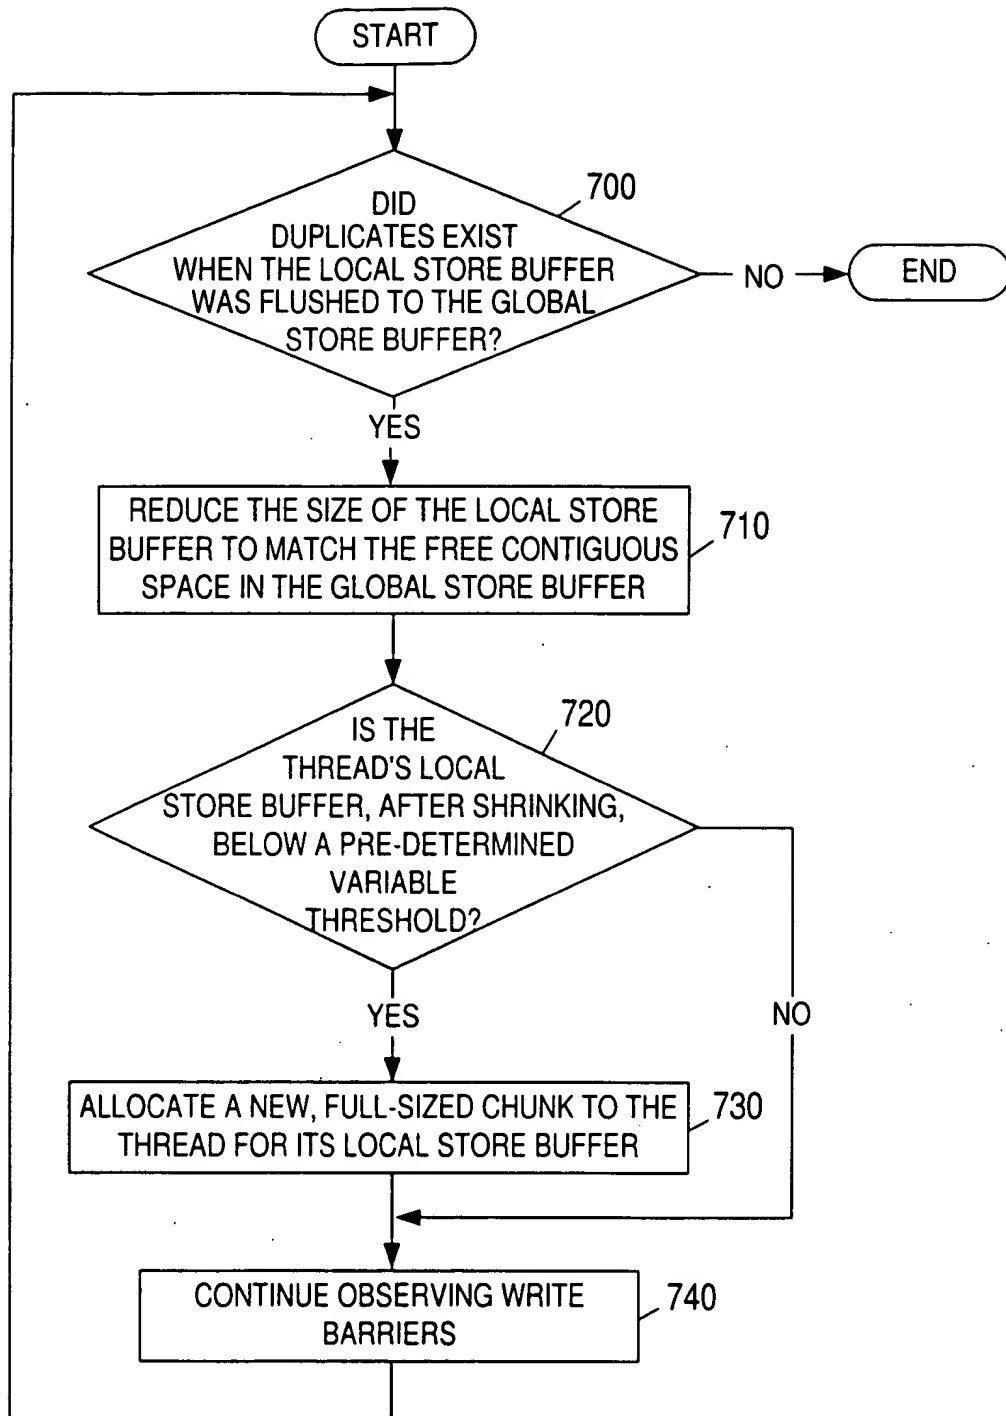 START
700
DID
DUPLICATES EXIST
WHEN THE LOCAL STORE BUFFER
WAS FLUSHED TO THE GLOBAL
STORE BUFFER?
NO
END
YES
REDUCE THE SIZE OF THE LOCAL STORE
BUFFER TO MATCH THE FREE CONTIGUOUS
SPACE IN THE GLOBAL STORE BUFFER
710
720
IS THE
THREAD'S LOCAL
STORE BUFFER, AFTER SHRINKING,
BELOW A PRE-DETERMINED
VARIABLE
THRESHOLD?
YES
NO
ALLOCATE A NEW, FULL-SIZED CHUNK TO THE
THREAD FOR ITS LOCAL STORE BUFFER
730
CONTINUE OBSERVING WRITE
BARRIERS
740